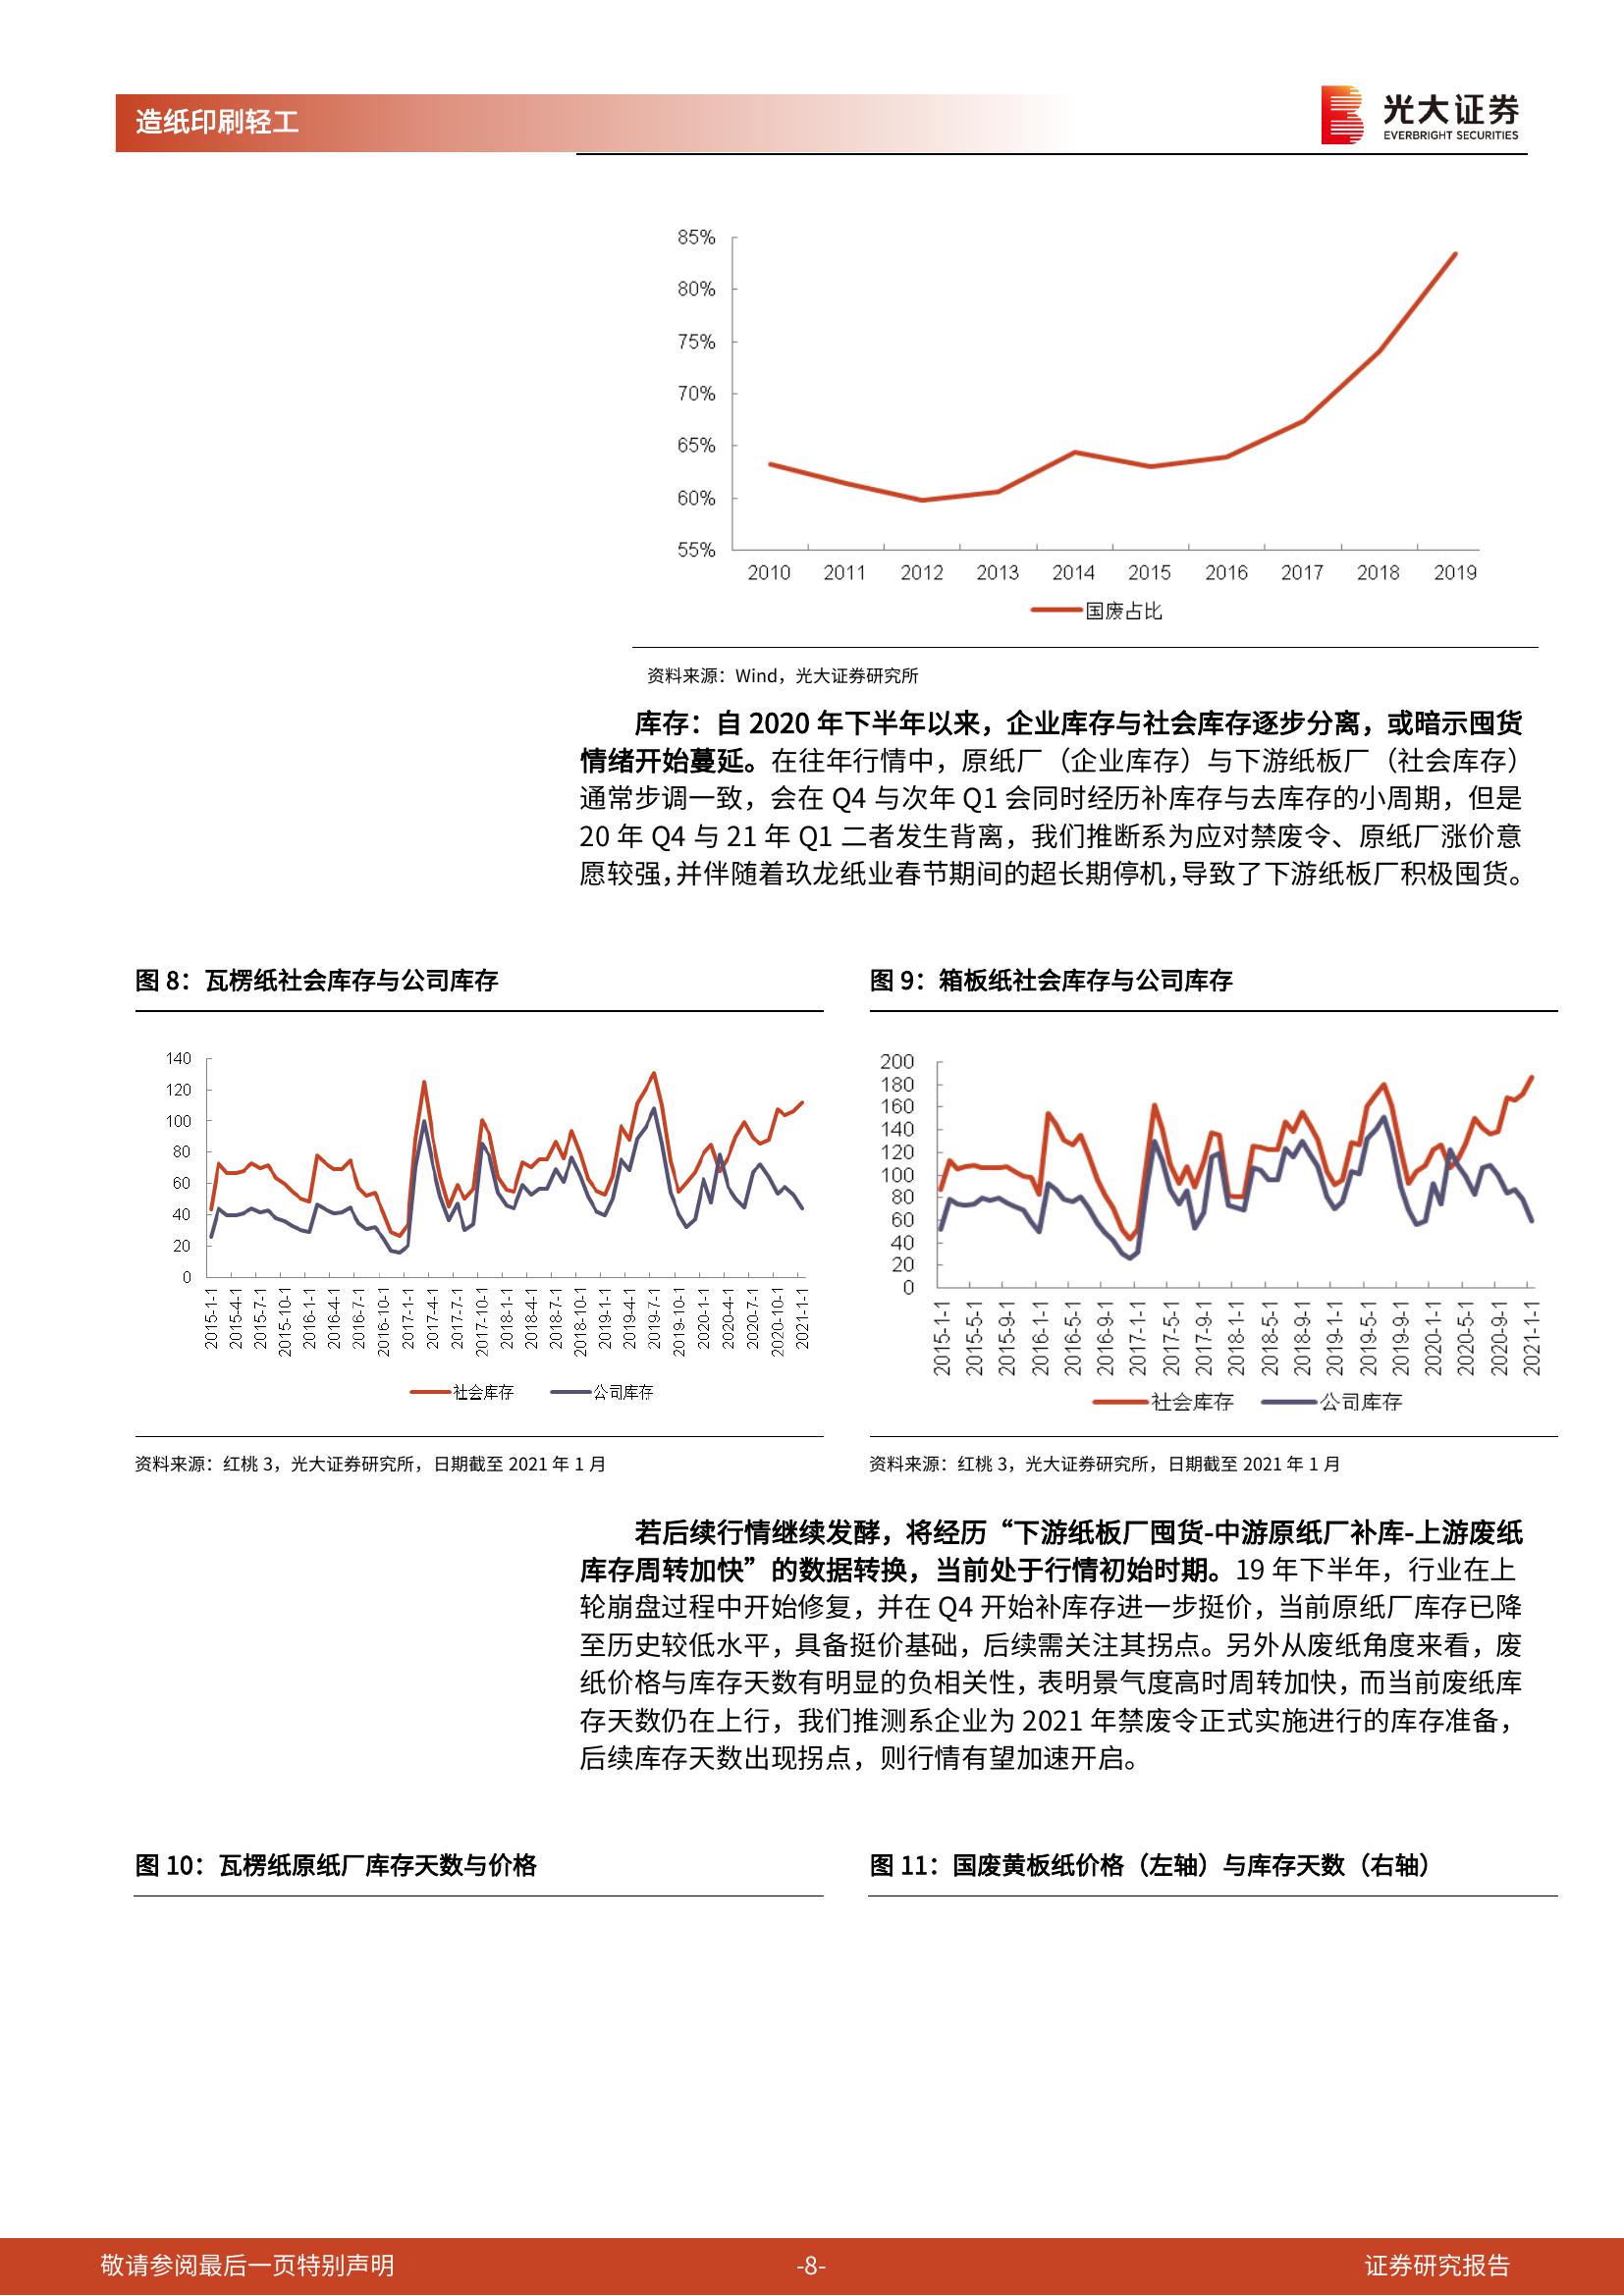 造纸印刷轻工
光大证券
EVERBRIGHT SECURITIES
85%
80%
75%
70%
65%
60%
55%
2010 2011 2012 2013 2014 2015 2016 2017 2018 2019
国废占比
资料来源：Wind，光大证券研究所
库存：自 2020 年下半年以来，企业库存与社会库存逐步分离，或暗示囤货
情绪开始蔓延。在往年行情中，原纸厂（企业库存）与下游纸板厂（社会库存）
通常步调一致，会在 Q4 与次年 Q1 会同时经历补库存与去库存的小周期，但是
20 年 Q4 与 21 年 Q1 二者发生背离，我们推断系为应对禁废令、原纸厂涨价意
愿较强，并伴随着玖龙纸业春节期间的超长期停机，导致了下游纸板厂积极囤货。
图 8：瓦楞纸社会库存与公司库存
140
120
100
80
60
40
20
0
2015-1-1 2015-4-1 2015-7-1 2015-10-1 2016-1-1 2016-4-1 2016-7-1 2016-10-1 2017-1-1 2017-4-1 2017-7-1 2017-10-1 2018-1-1 2018-4-1 2018-7-1 2018-10-1 2019-1-1 2019-4-1 2019-7-1 2019-10-1 2020-1-1 2020-4-1 2020-7-1 2020-10-1 2021-1-1
社会库存 公司库存
资料来源：红桃 3，光大证券研究所，日期截至 2021 年 1 月
图 9：箱板纸社会库存与公司库存
200
180
160
140
120
100
80
60
40
20
0
2015-1-1 2015-5-1 2015-9-1 2016-1-1 2016-5-1 2016-9-1 2017-1-1 2017-5-1 2017-9-1 2018-1-1 2018-5-1 2018-9-1 2019-1-1 2019-5-1 2019-9-1 2020-1-1 2020-5-1 2020-9-1 2021-1-1
社会库存 公司库存
资料来源：红桃 3，光大证券研究所，日期截至 2021 年 1 月
若后续行情继续发酵，将经历“下游纸板厂囤货-中游原纸厂补库-上游废纸
库存周转加快”的数据转换，当前处于行情初始时期。19 年下半年，行业在上
轮崩盘过程中开始修复，并在 Q4 开始补库存进一步挺价，当前原纸厂库存已降
至历史较低水平，具备挺价基础，后续需关注其拐点。另外从废纸角度来看，废
纸价格与库存天数有明显的负相关性，表明景气度高时周转加快，而当前废纸库
存天数仍在上行，我们推测系企业为 2021 年禁废令正式实施进行的库存准备，
后续库存天数出现拐点，则行情有望加速开启。
图 10：瓦楞纸原纸厂库存天数与价格
图 11：国废黄板纸价格（左轴）与库存天数（右轴）
敬请参阅最后一页特别声明
-8-
证券研究报告